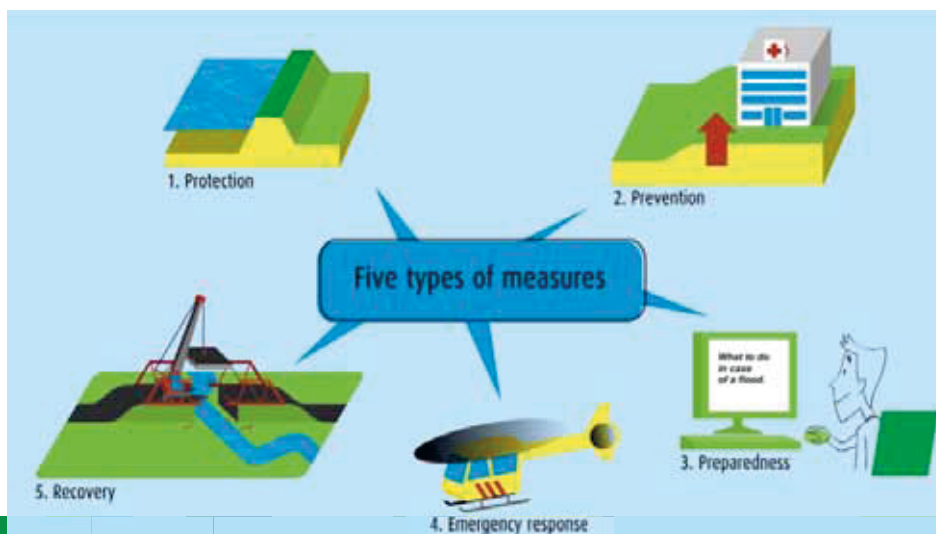 1. Protection
2. Prevention
Five types of measures
What to do
in case
of a flood.
3. Preparedness
5. Recovery
4. Emergency response